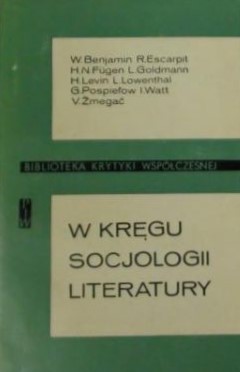 W. Benjamin R. Escarpit
H. N. Fügen L. Goldmann
H. Levin L. Lowenthal
G. Pospiełow I. Watt
V. Žmegač
BIBLIOTEKA KRYTYKI WSPÓŁCZESNEJ
W KRĘGU
SOCJOLOGII
LITERATURY